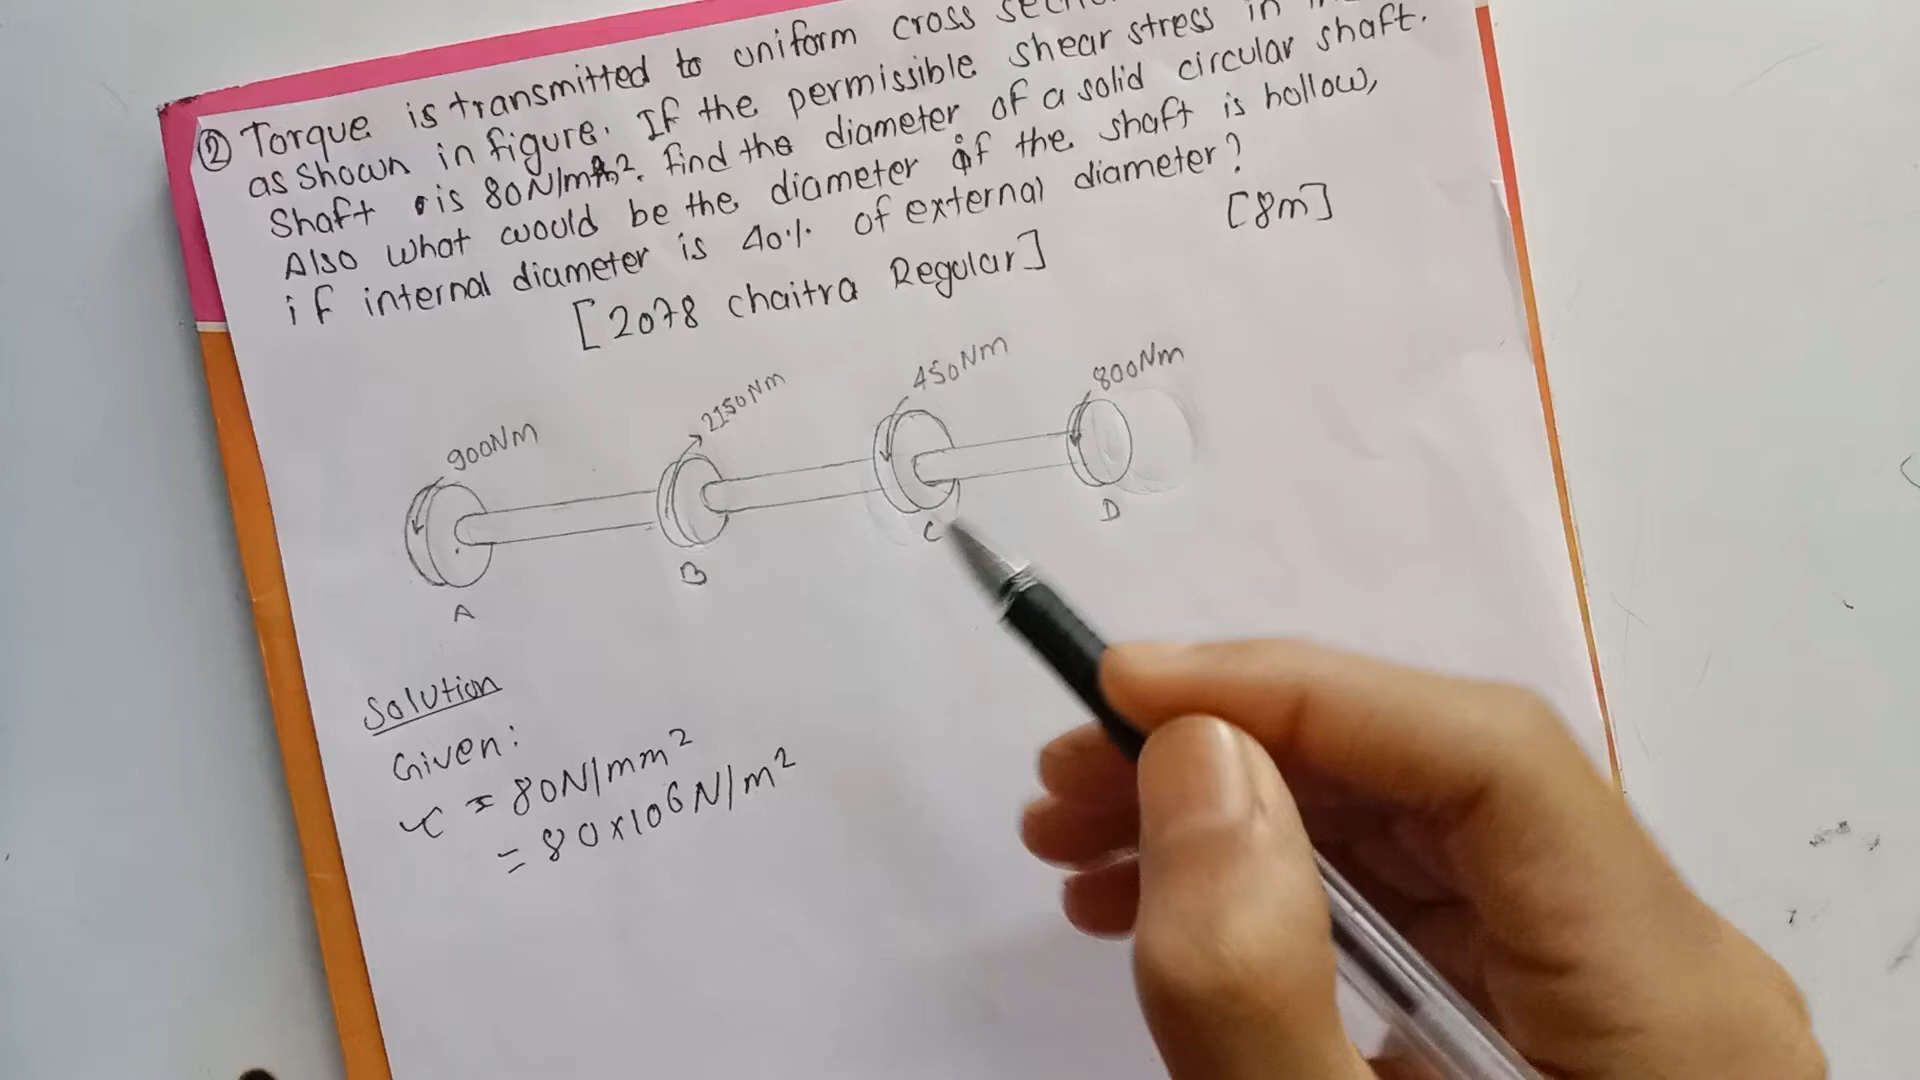 ② Torque is transmitted to uniform cross
as shown in figure. If the permissible shear stress in
Shaft is 80N/mm². find the diameter of a solid circular shaft.
Also what would be the diameter if the shaft is hollow,
if internal diameter is 40% of external diameter?
[8m]
[2078 chaitra Regular]
900Nm
2150Nm
450Nm
800Nm
A
B
C
D
Solution
Given:
τ = 80N/mm²
= 80×10⁶N/m²